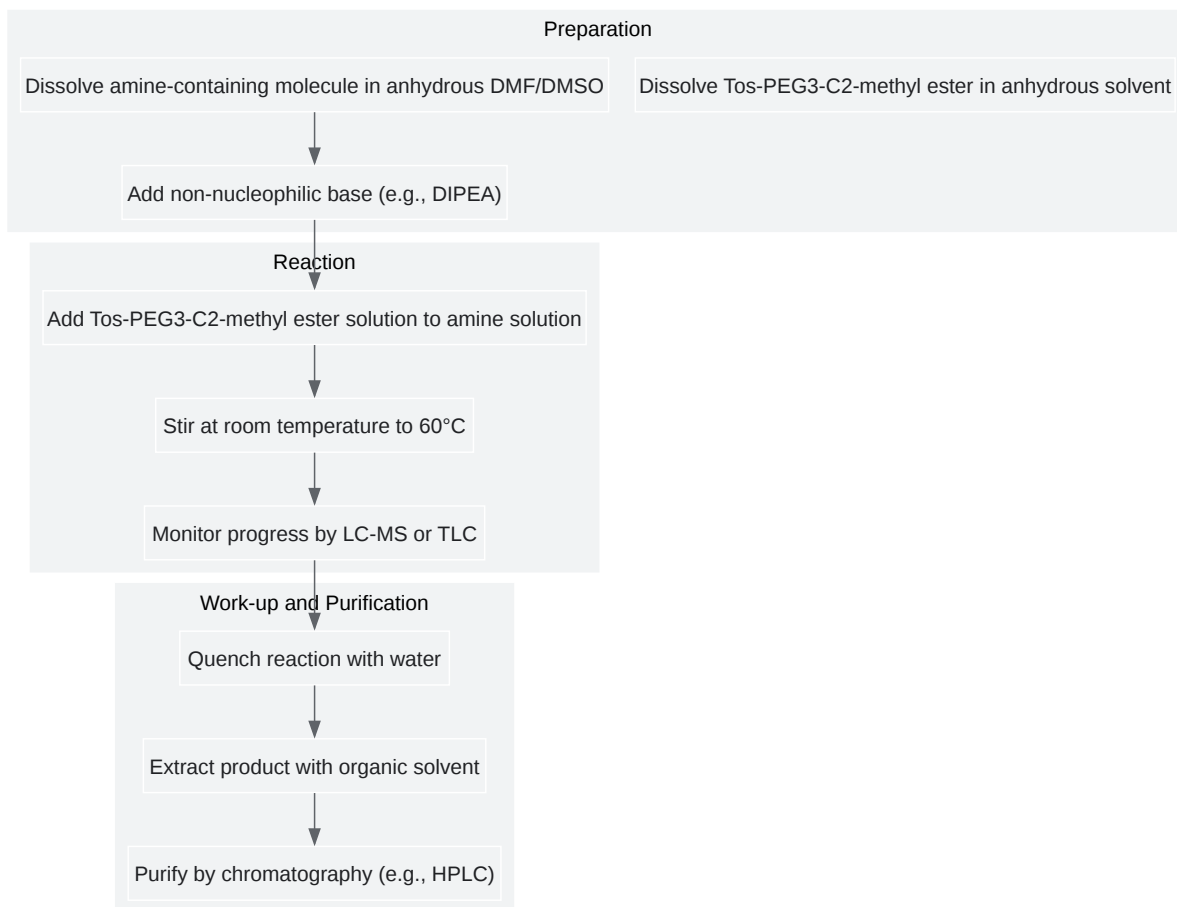 Preparation
Dissolve amine-containing molecule in anhydrous DMF/DMSO
Dissolve Tos-PEG3-C2-methyl ester in anhydrous solvent
Add non-nucleophilic base (e.g., DIPEA)
Reaction
Add Tos-PEG3-C2-methyl ester solution to amine solution
Stir at room temperature to 60°C
Monitor progress by LC-MS or TLC
Work-up and Purification
Quench reaction with water
Extract product with organic solvent
Purify by chromatography (e.g., HPLC)